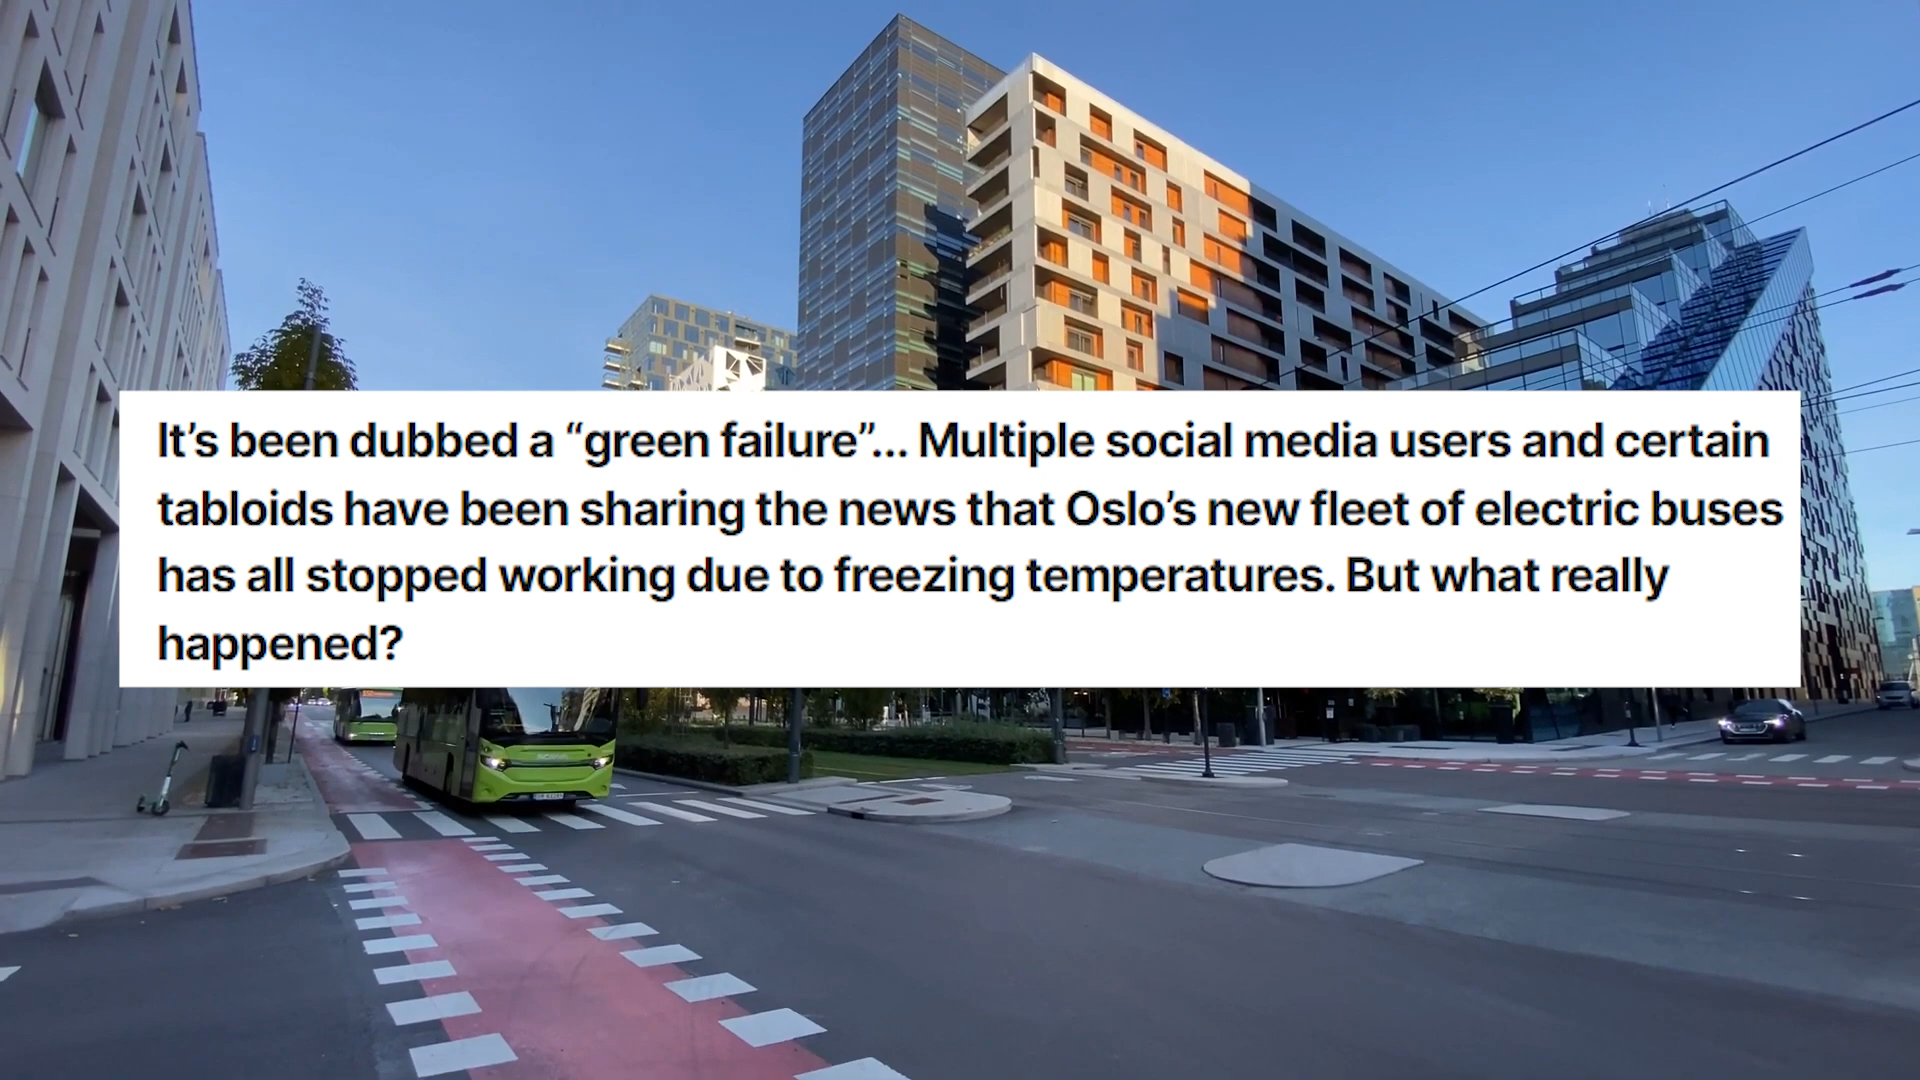 It’s been dubbed a “green failure”... Multiple social media users and certain
tabloids have been sharing the news that Oslo’s new fleet of electric buses
has all stopped working due to freezing temperatures. But what really
happened?